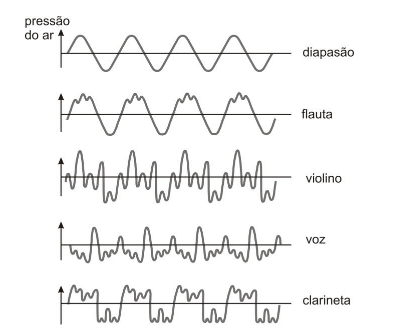 pressão
do ar
diapasão
flauta
violino
voz
clarineta